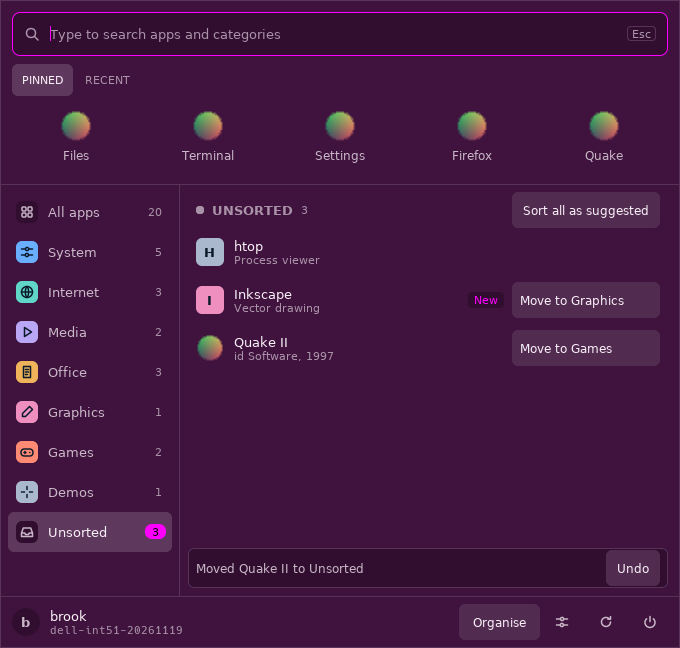 Type to search apps and categories
Esc
PINNED
RECENT
Files
Terminal
Settings
Firefox
Quake
All apps 20
System 5
Internet 3
Media 2
Office 3
Graphics 1
Games 2
Demos 1
Unsorted 3
UNSORTED 3
Sort all as suggested
H
htop
Process viewer
I
Inkscape
Vector drawing
New
Move to Graphics
Quake II
id Software, 1997
Move to Games
Moved Quake II to Unsorted
Undo
b
brook
dell-int51-20261119
Organise